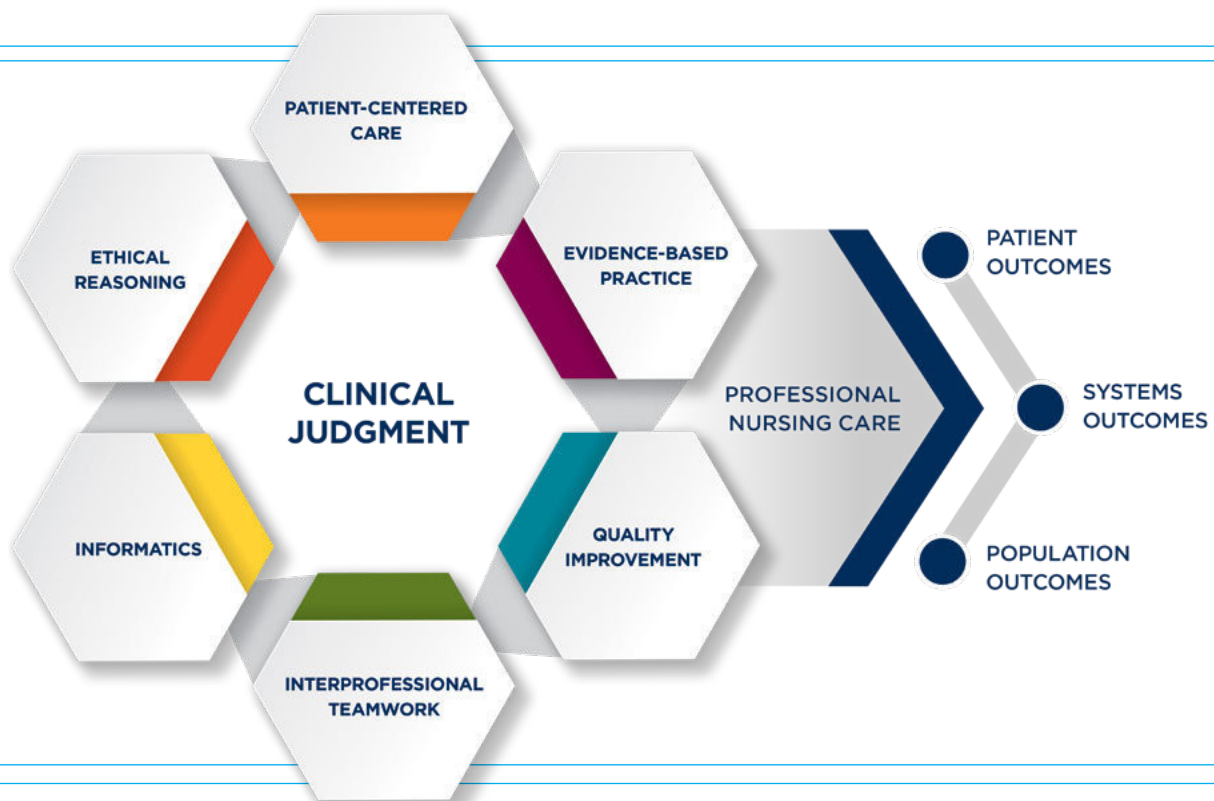 PATIENT-CENTERED
CARE
ETHICAL
REASONING
EVIDENCE-BASED
PRACTICE
CLINICAL
JUDGMENT
INFORMATICS
QUALITY
IMPROVEMENT
INTERPROFESSIONAL
TEAMWORK
PROFESSIONAL
NURSING CARE
PATIENT
OUTCOMES
SYSTEMS
OUTCOMES
POPULATION
OUTCOMES